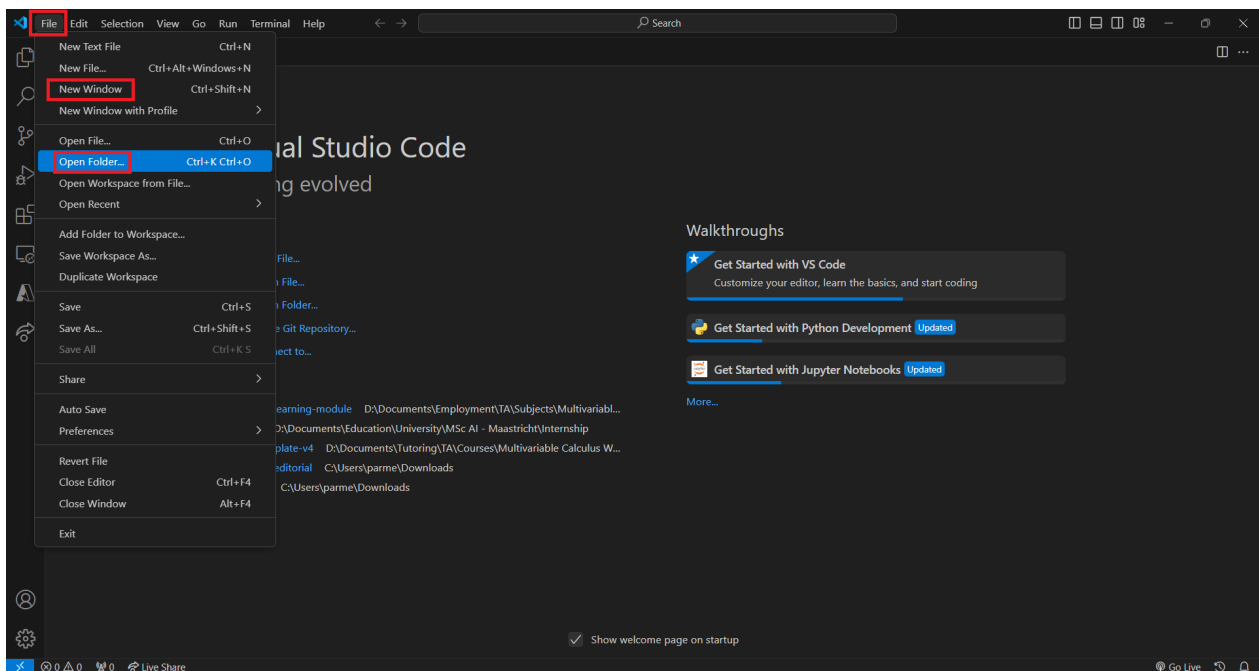 File Edit Selection View Go Run Terminal Help
Search
New Text File Ctrl+N
New File... Ctrl+Alt+Windows+N
New Window Ctrl+Shift+N
New Window with Profile
Open File... Ctrl+O
Open Folder... Ctrl+K Ctrl+O
Open Workspace from File...
Open Recent
Add Folder to Workspace...
Save Workspace As...
Duplicate Workspace
Save Ctrl+S
Save As... Ctrl+Shift+S
Save All Ctrl+K S
Share
Auto Save
Preferences
Revert File
Close Editor Ctrl+F4
Close Window Alt+F4
Exit
ual Studio Code
ng evolved
File...
File...
Folder...
Git Repository...
ect to...
earning-module D:\Documents\Employment\TA\Subjects\Multivariabl...
D:\Documents\Education\University\MSc AI - Maastricht\Internship
plate-v4 D:\Documents\Tutoring\TA\Courses\Multivariable Calculus W...
editorial C:\Users\parme\Downloads
C:\Users\parme\Downloads
Walkthroughs
Get Started with VS Code
Customize your editor, learn the basics, and start coding
Get Started with Python Development Updated
Get Started with Jupyter Notebooks Updated
More...
Show welcome page on startup
0 0 0 Live Share
Go Live